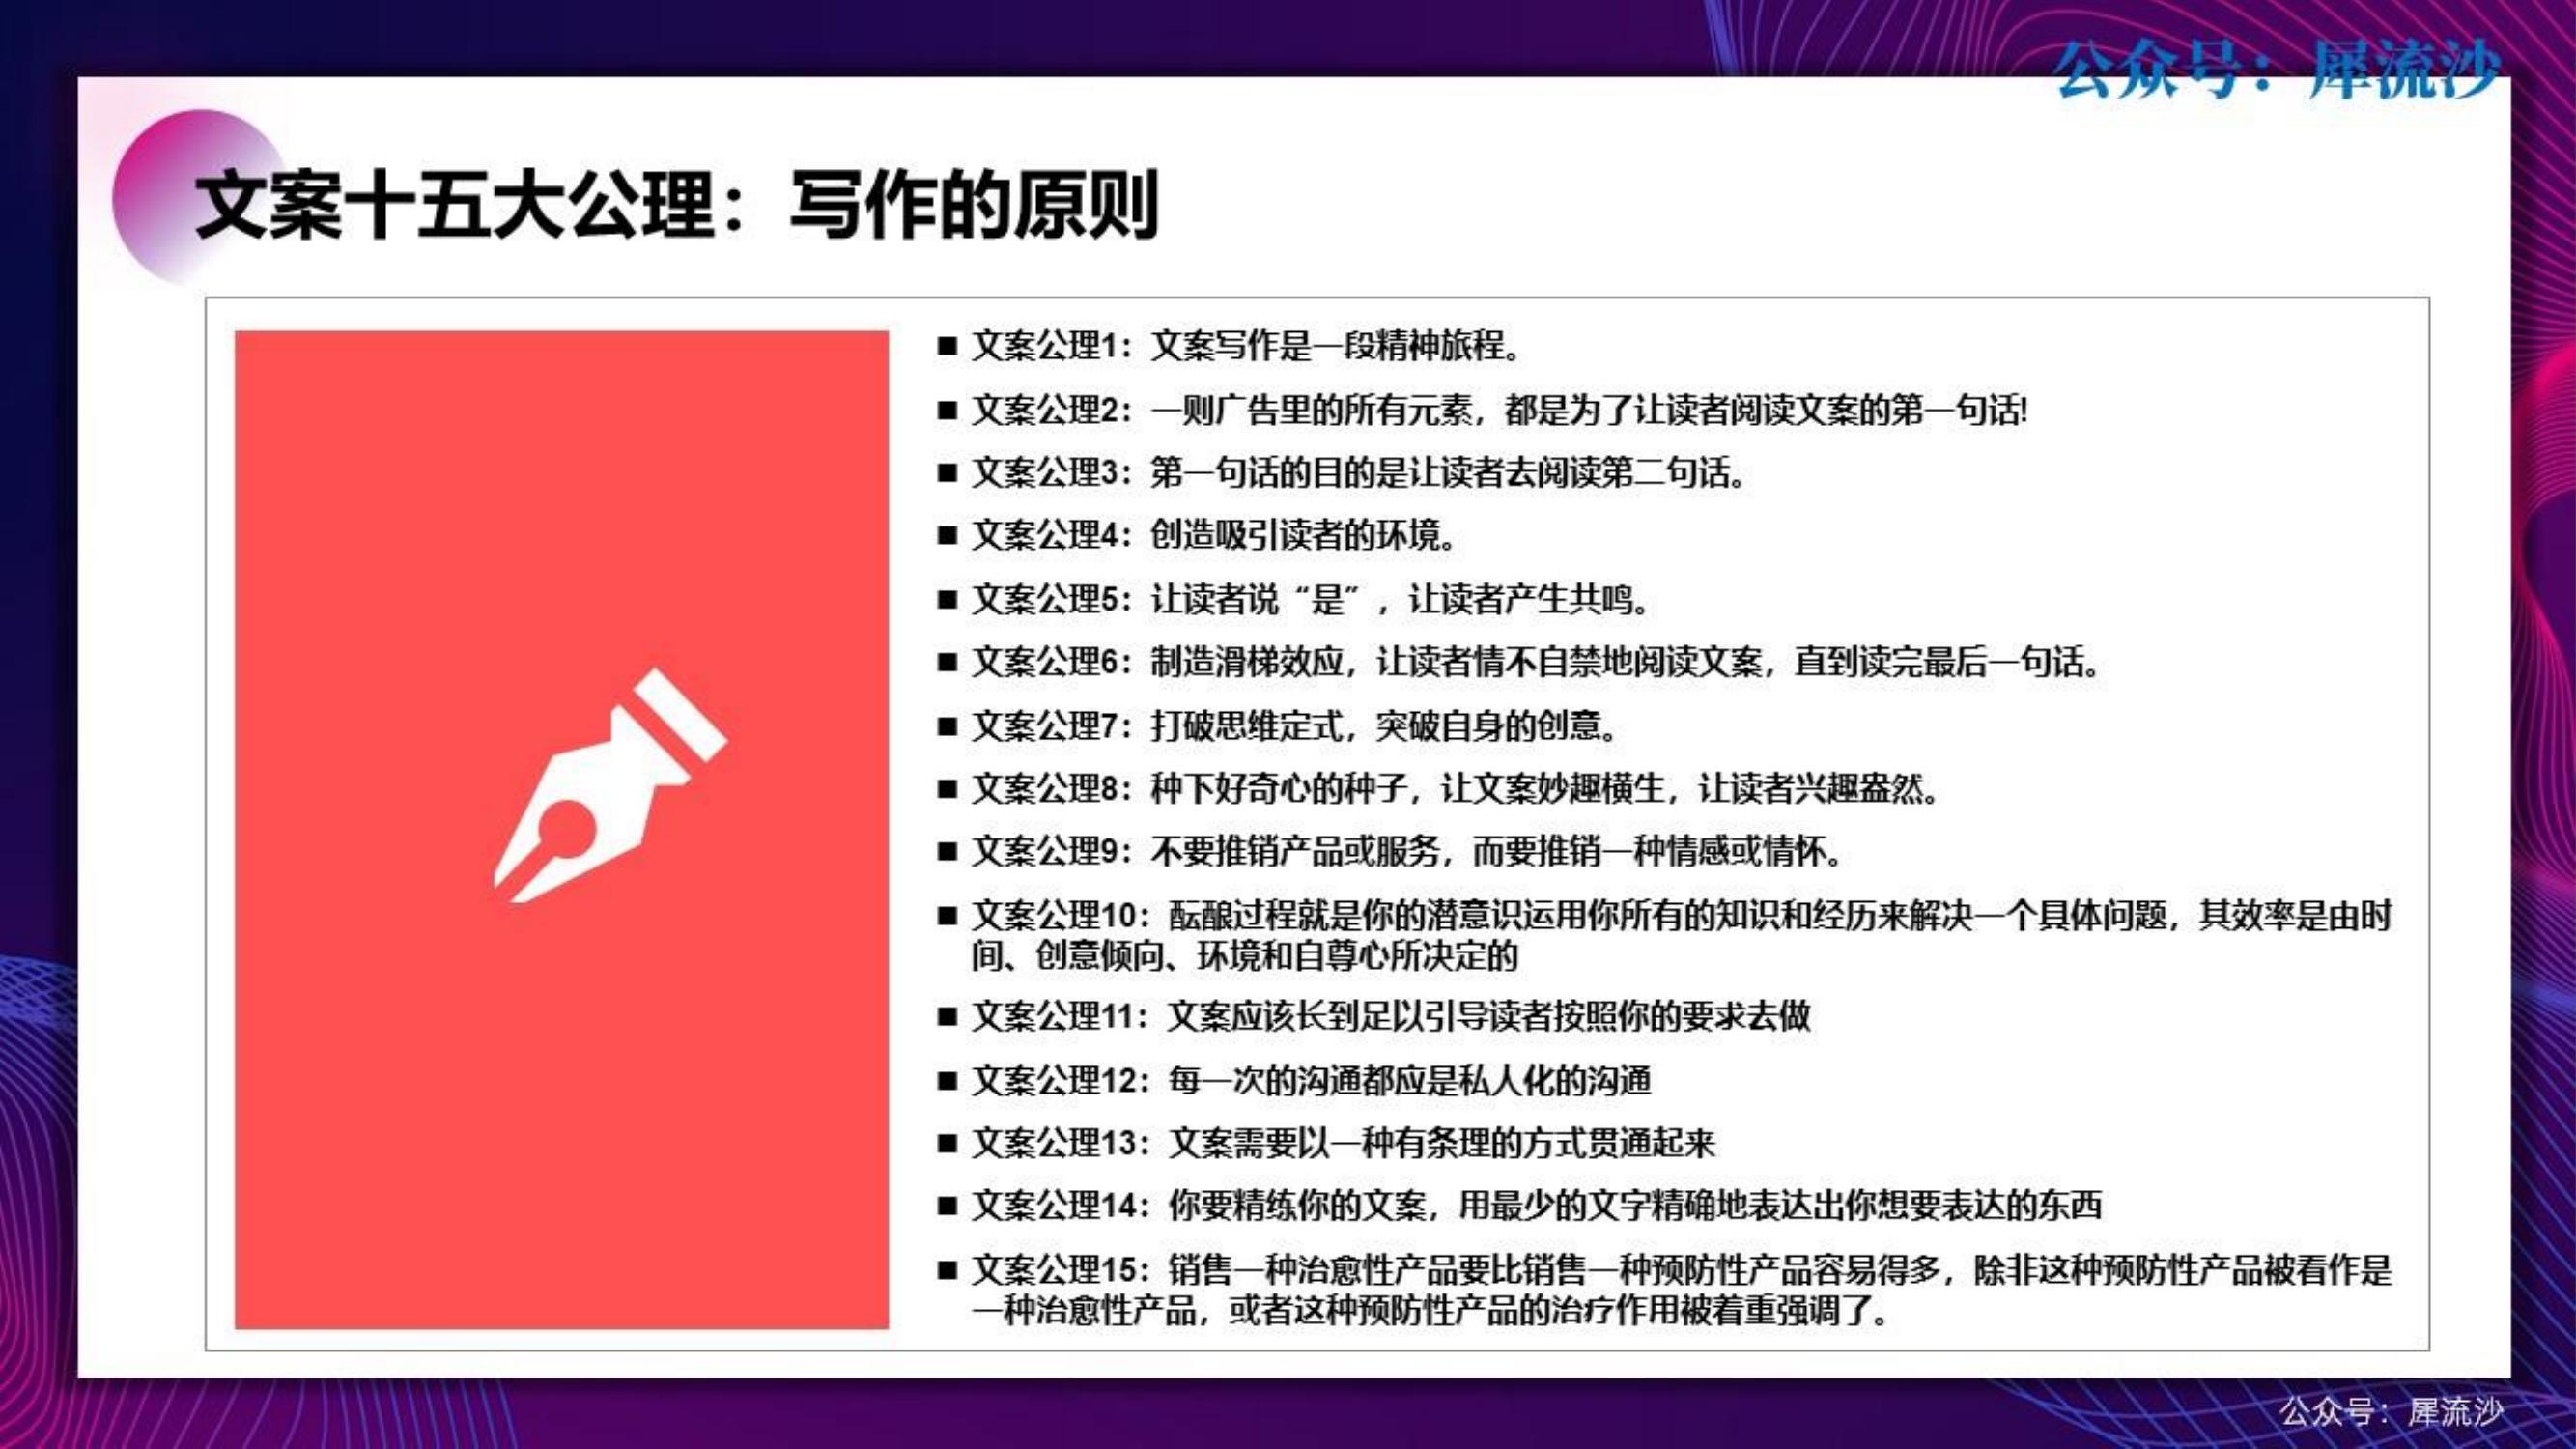 公众号：犀流沙
文案十五大公理：写作的原则
■ 文案公理1：文案写作是一段精神旅程。
■ 文案公理2：一则广告里的所有元素，都是为了让读者阅读文案的第一句话!
■ 文案公理3：第一句话的目的是让读者去阅读第二句话。
■ 文案公理4：创造吸引读者的环境。
■ 文案公理5：让读者说“是”，让读者产生共鸣。
■ 文案公理6：制造滑梯效应，让读者情不自禁地阅读文案，直到读完最后一句话。
■ 文案公理7：打破思维定式，突破自身的创意。
■ 文案公理8：种下好奇心的种子，让文案妙趣横生，让读者兴趣盎然。
■ 文案公理9：不要推销产品或服务，而要推销一种情感或情怀。
■ 文案公理10：酝酿过程就是你的潜意识运用你所有的知识和经历来解决一个具体问题，其效率是由时
间、创意倾向、环境和自尊心所决定的
■ 文案公理11：文案应该长到足以引导读者按照你的要求去做
■ 文案公理12：每一次的沟通都应是私人化的沟通
■ 文案公理13：文案需要以一种有条理的方式贯通起来
■ 文案公理14：你要精练你的文案，用最少的文字精确地表达出你想要表达的东西
■ 文案公理15：销售一种治愈性产品要比销售一种预防性产品容易得多，除非这种预防性产品被看作是
一种治愈性产品，或者这种预防性产品的治疗作用被着重强调了。
公众号：犀流沙